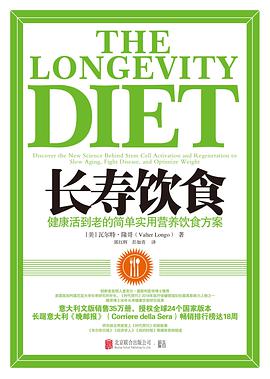 THE
LONGEVITY
DIET
Discover the New Science Behind Stem Cell Activation and Regeneration to
Slow Aging, Fight Disease, and Optimize Weight
长寿饮食
健康活到老的简单实用营养饮食方案
[美]瓦尔特·隆哥(Valter Longo) 著
意大利文版销售35万册,授权全球24个国家版本
长踞意大利《晚邮报》(Corriere della Sera)畅销排行榜达18周
北京联合出版公司